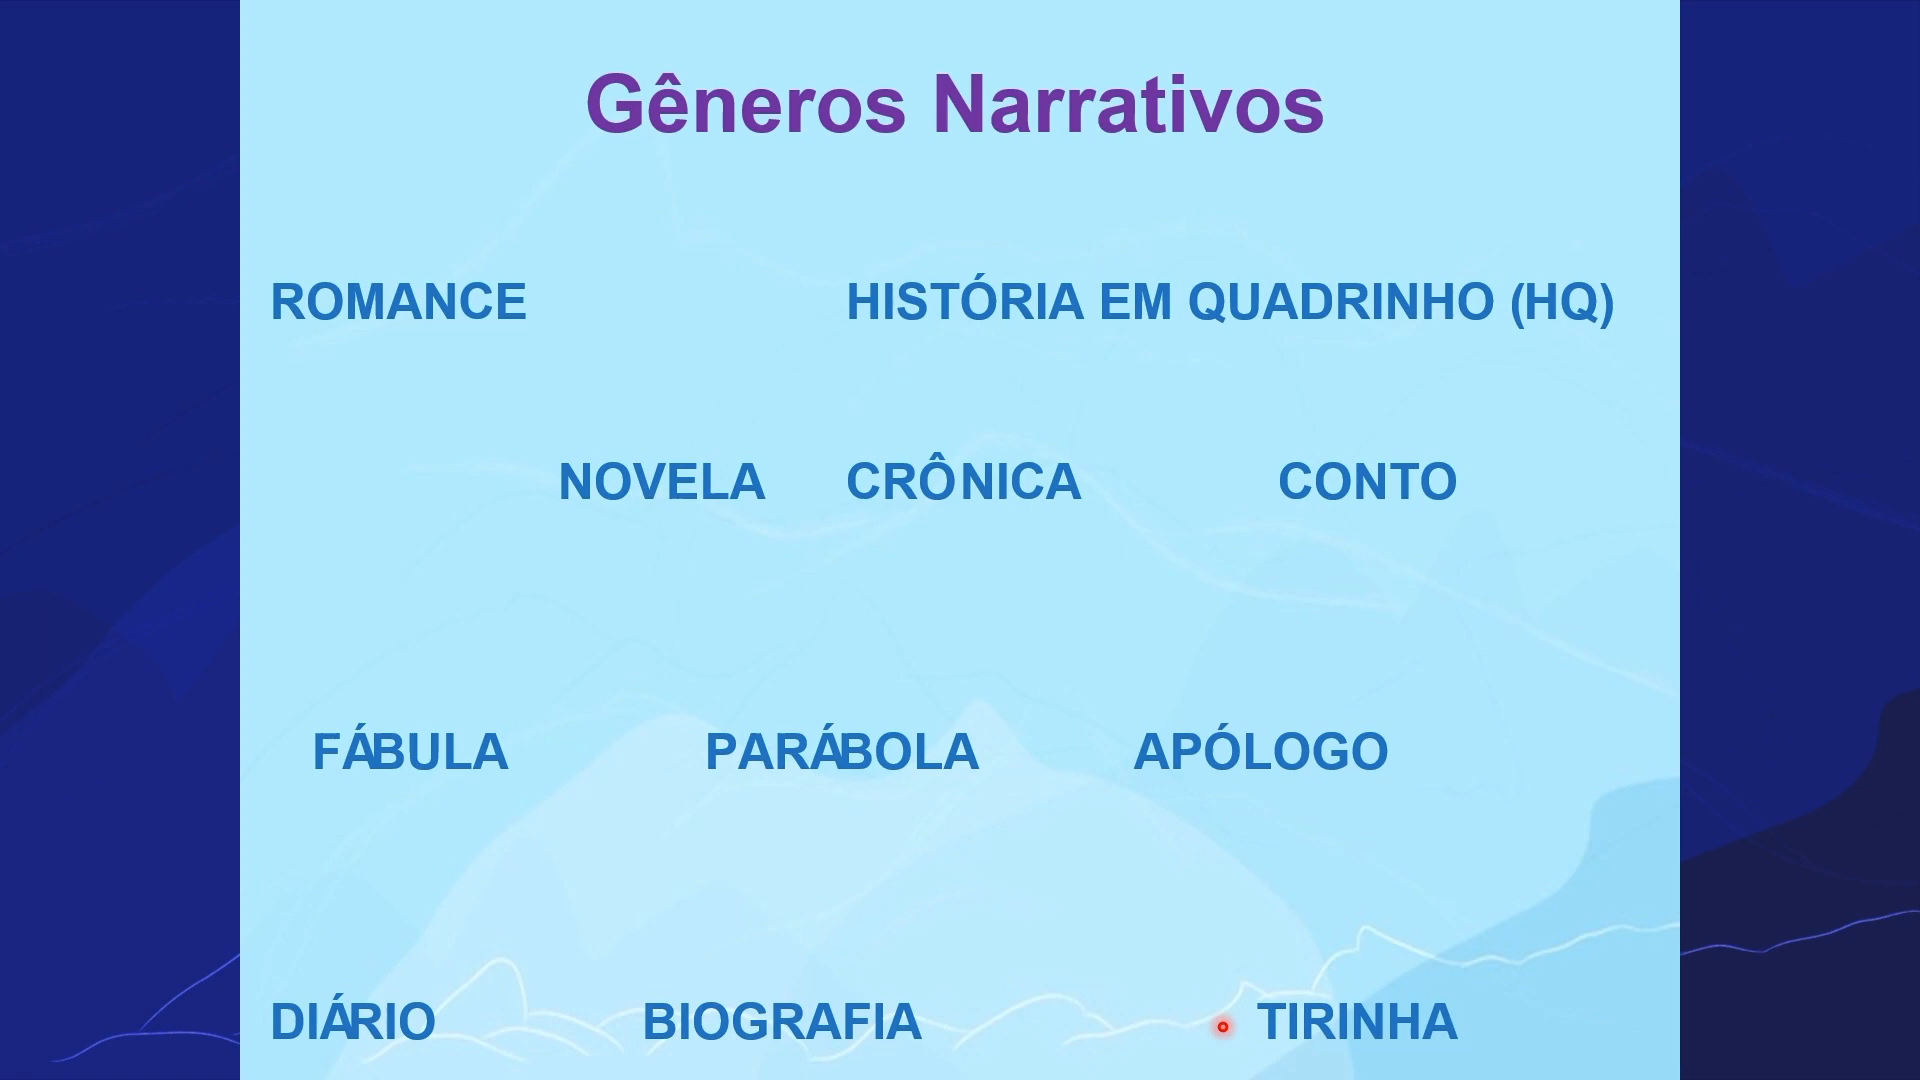 Gêneros Narrativos
ROMANCE HISTÓRIA EM QUADRINHO (HQ)
NOVELA CRÔNICA CONTO
FÁBULA PARÁBOLA APÓLOGO
DIÁRIO BIOGRAFIA TIRINHA